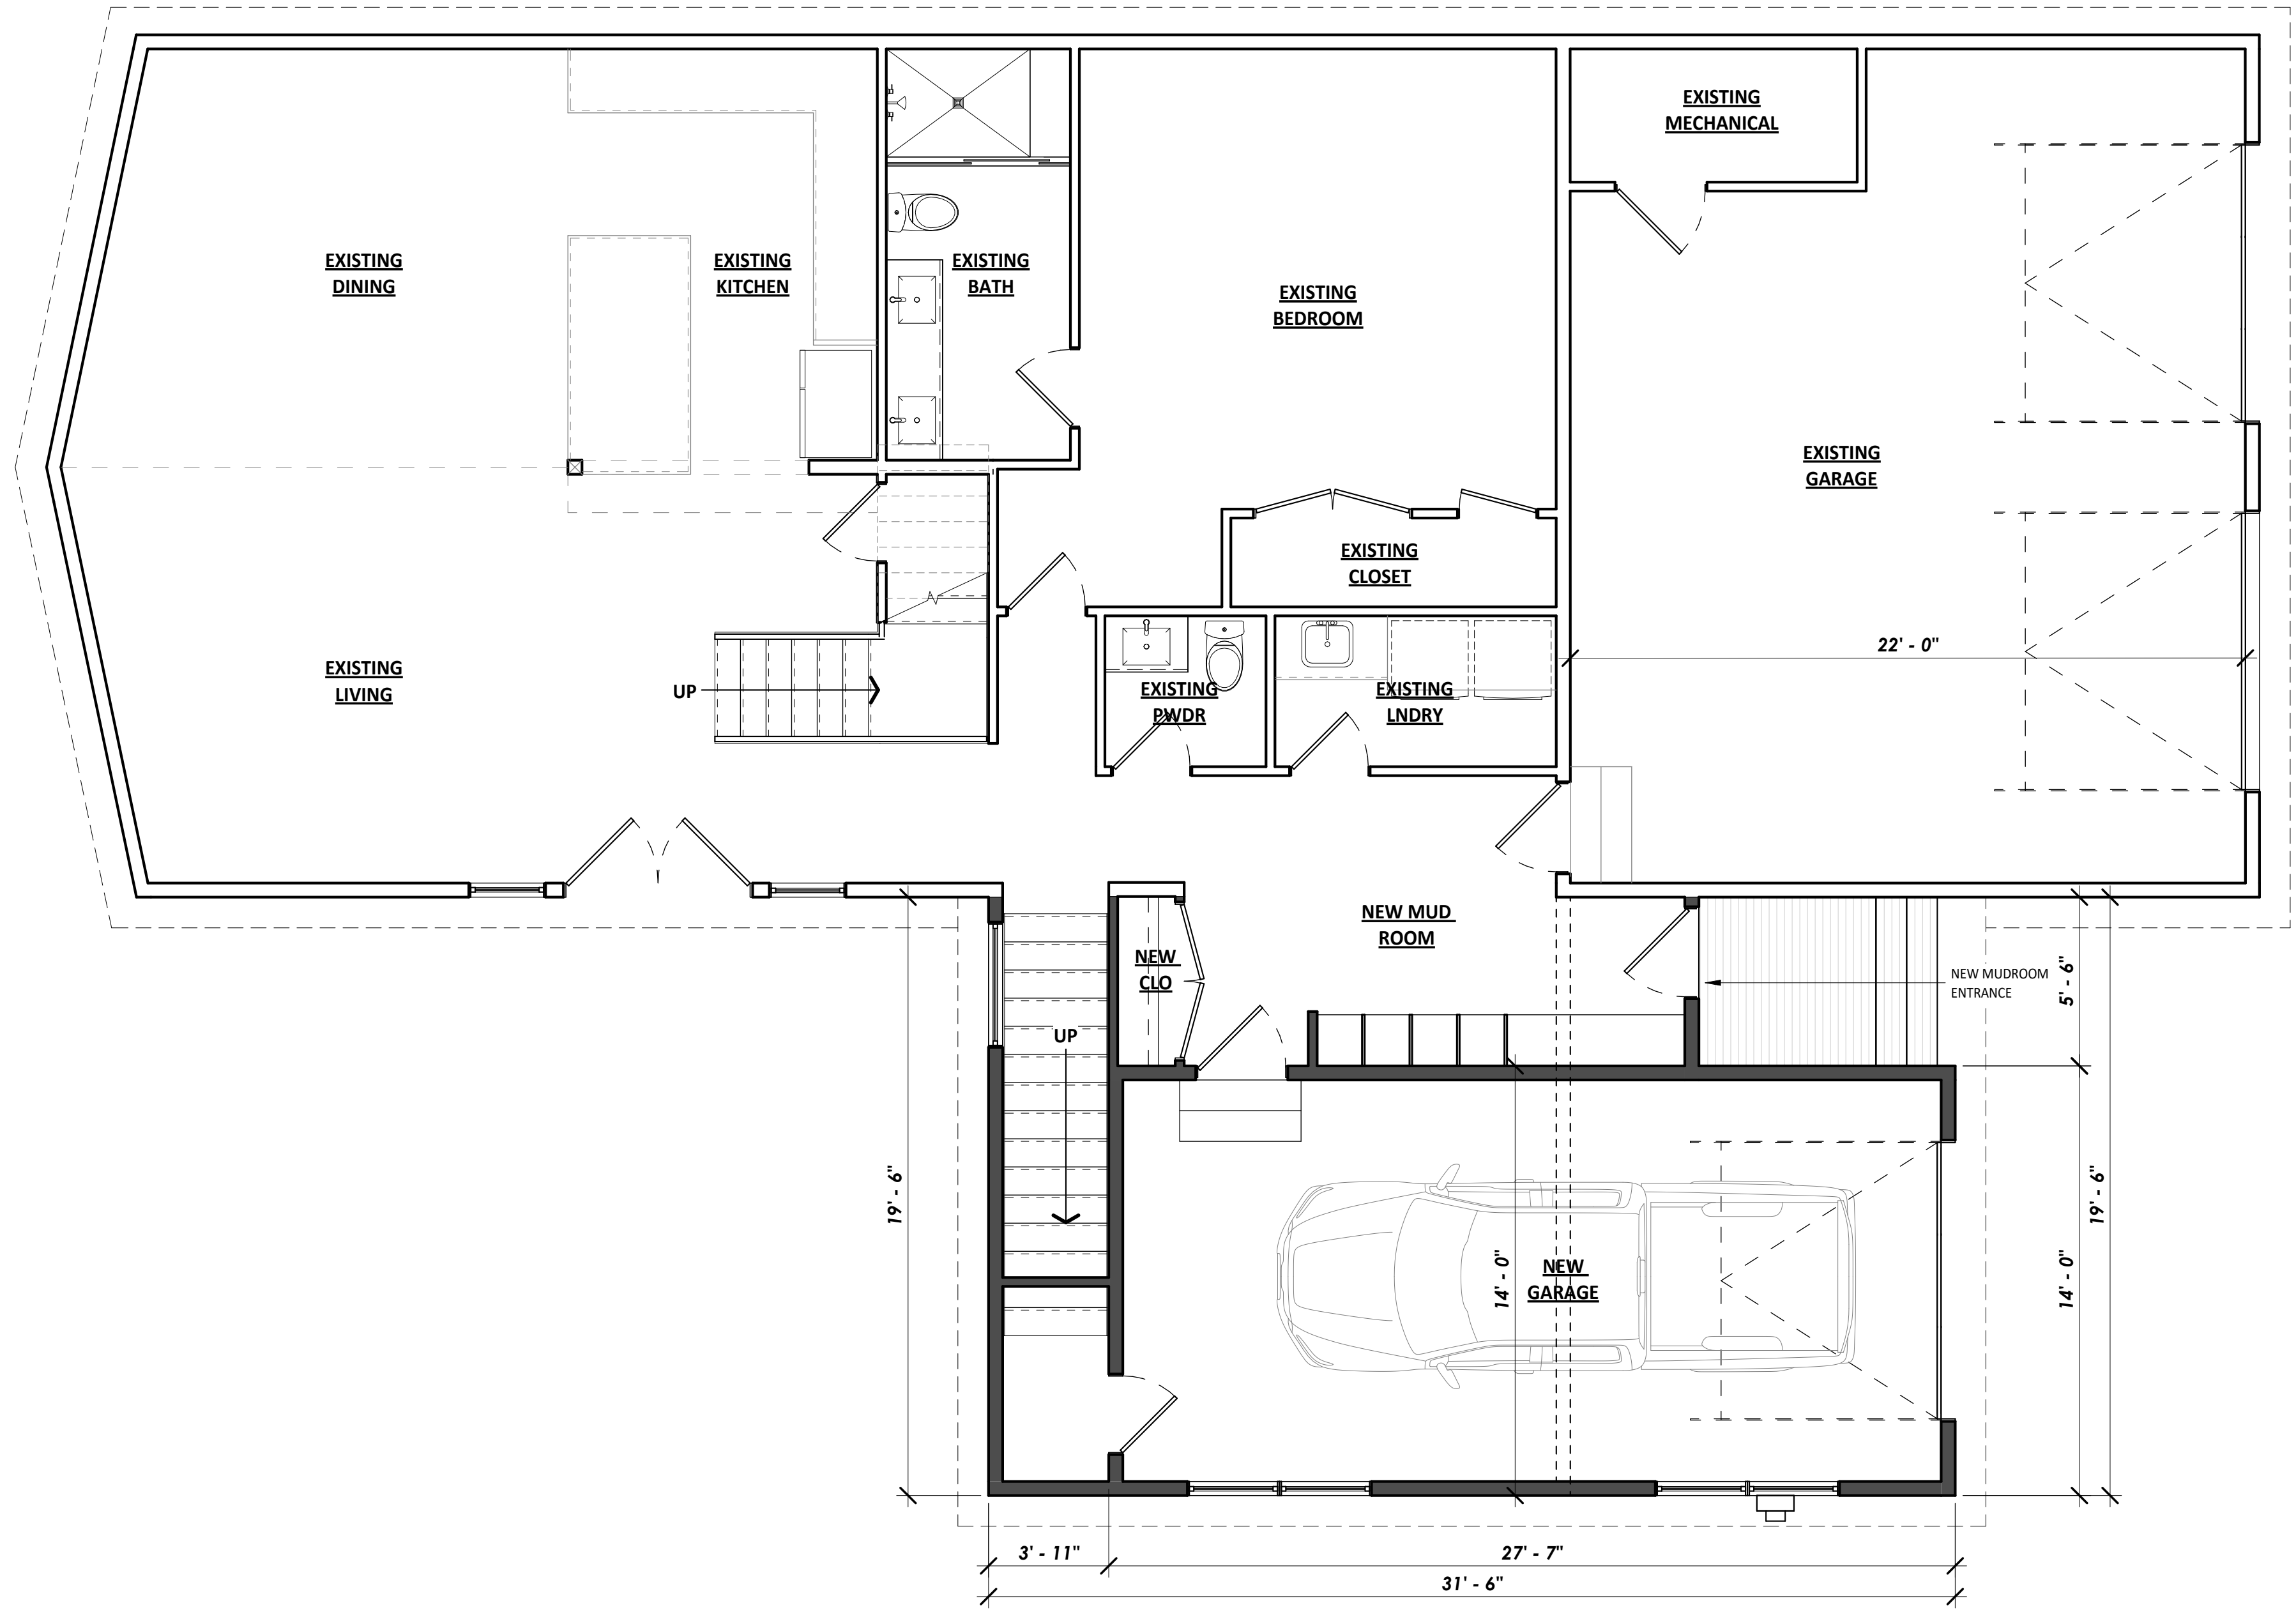 EXISTING
MECHANICAL
EXISTING
DINING
EXISTING
KITCHEN
EXISTING
BATH
EXISTING
BEDROOM
EXISTING
GARAGE
EXISTING
CLOSET
22' - 0"
EXISTING
LIVING
UP
EXISTING
PWDR
EXISTING
LNDRY
NEW MUD
ROOM
NEW
CLO
NEW MUDROOM
ENTRANCE
5' - 6"
UP
19' - 6"
19' - 6"
14' - 0"
NEW
GARAGE
14' - 0"
3' - 11"
27' - 7"
31' - 6"